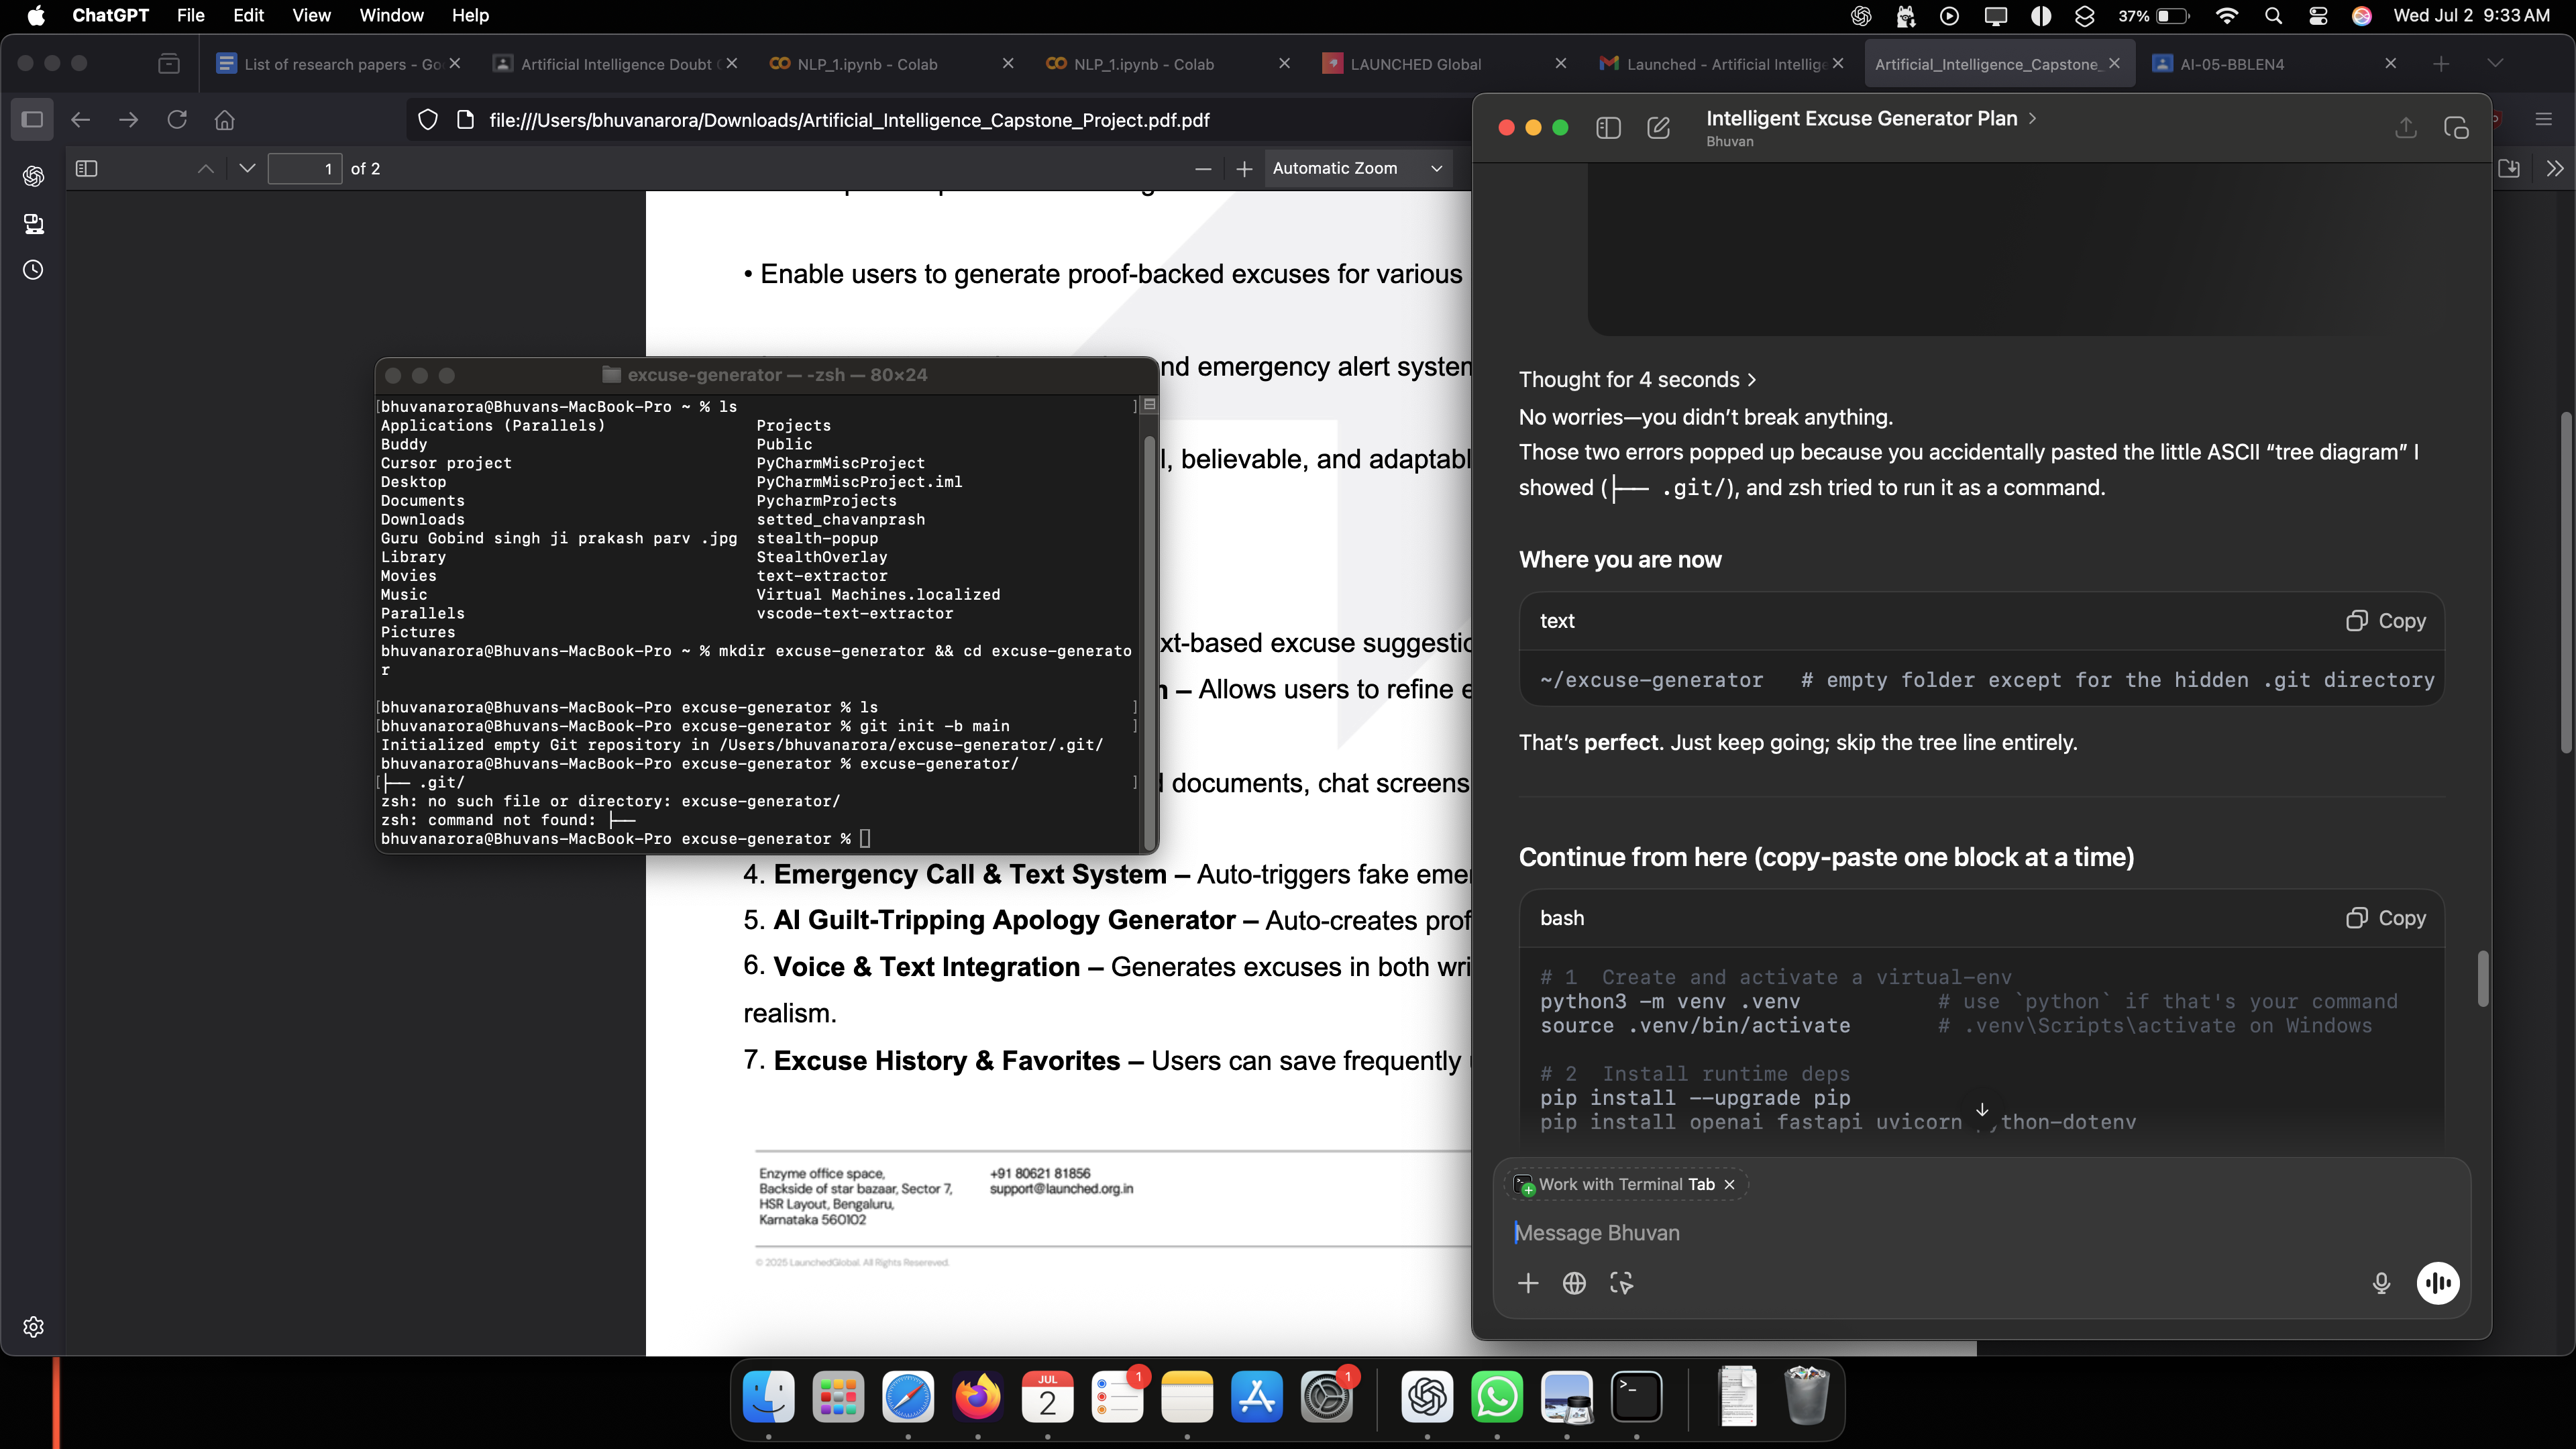 ChatGPT File Edit View Window Help
37% Wed Jul 2 9:33 AM
List of research papers - Go
Artificial Intelligence Doubt
NLP_1.ipynb - Colab
NLP_1.ipynb - Colab
LAUNCHED Global
Launched - Artificial Intellige
Artificial_Intelligence_Capstone_
AI-05-BBLEN4
file:///Users/bhuvanarora/Downloads/Artificial_Intelligence_Capstone_Project.pdf.pdf
1 of 2
Automatic Zoom
• Enable users to generate proof-backed excuses for various
nd emergency alert system
l, believable, and adaptabl
xt-based excuse suggestic
n – Allows users to refine e
d documents, chat screens
4. Emergency Call & Text System – Auto-triggers fake emer
5. AI Guilt-Tripping Apology Generator – Auto-creates prof
6. Voice & Text Integration – Generates excuses in both wri
realism.
7. Excuse History & Favorites – Users can save frequently
Enzyme office space,
Backside of star bazaar, Sector 7,
HSR Layout, Bengaluru,
Karnataka 560102
+91 80621 81856
support@launched.org.in
© 2025 LaunchedGlobal. All Rights Resereved.
excuse-generator — -zsh — 80×24
[bhuvanarora@Bhuvans-MacBook-Pro ~ % ls ]
Applications (Parallels) Projects
Buddy Public
Cursor project PyCharmMiscProject
Desktop PyCharmMiscProject.iml
Documents PycharmProjects
Downloads setted_chavanprash
Guru Gobind singh ji prakash parv .jpg stealth-popup
Library StealthOverlay
Movies text-extractor
Music Virtual Machines.localized
Parallels vscode-text-extractor
Pictures
bhuvanarora@Bhuvans-MacBook-Pro ~ % mkdir excuse-generator && cd excuse-generato
r
[bhuvanarora@Bhuvans-MacBook-Pro excuse-generator % ls ]
[bhuvanarora@Bhuvans-MacBook-Pro excuse-generator % git init -b main ]
Initialized empty Git repository in /Users/bhuvanarora/excuse-generator/.git/
bhuvanarora@Bhuvans-MacBook-Pro excuse-generator % excuse-generator/
[├── .git/ ]
zsh: no such file or directory: excuse-generator/
zsh: command not found: ├──
bhuvanarora@Bhuvans-MacBook-Pro excuse-generator %
Intelligent Excuse Generator Plan >
Bhuvan
Thought for 4 seconds >
No worries—you didn’t break anything.
Those two errors popped up because you accidentally pasted the little ASCII “tree diagram” I
showed (├── .git/), and zsh tried to run it as a command.
Where you are now
text
Copy
~/excuse-generator # empty folder except for the hidden .git directory
That’s perfect. Just keep going; skip the tree line entirely.
Continue from here (copy-paste one block at a time)
bash
Copy
# 1 Create and activate a virtual-env
python3 -m venv .venv # use `python` if that's your command
source .venv/bin/activate # .venv\Scripts\activate on Windows
# 2 Install runtime deps
pip install --upgrade pip
pip install openai fastapi uvicorn python-dotenv
Work with Terminal Tab
Message Bhuvan
JUL
2
1
1